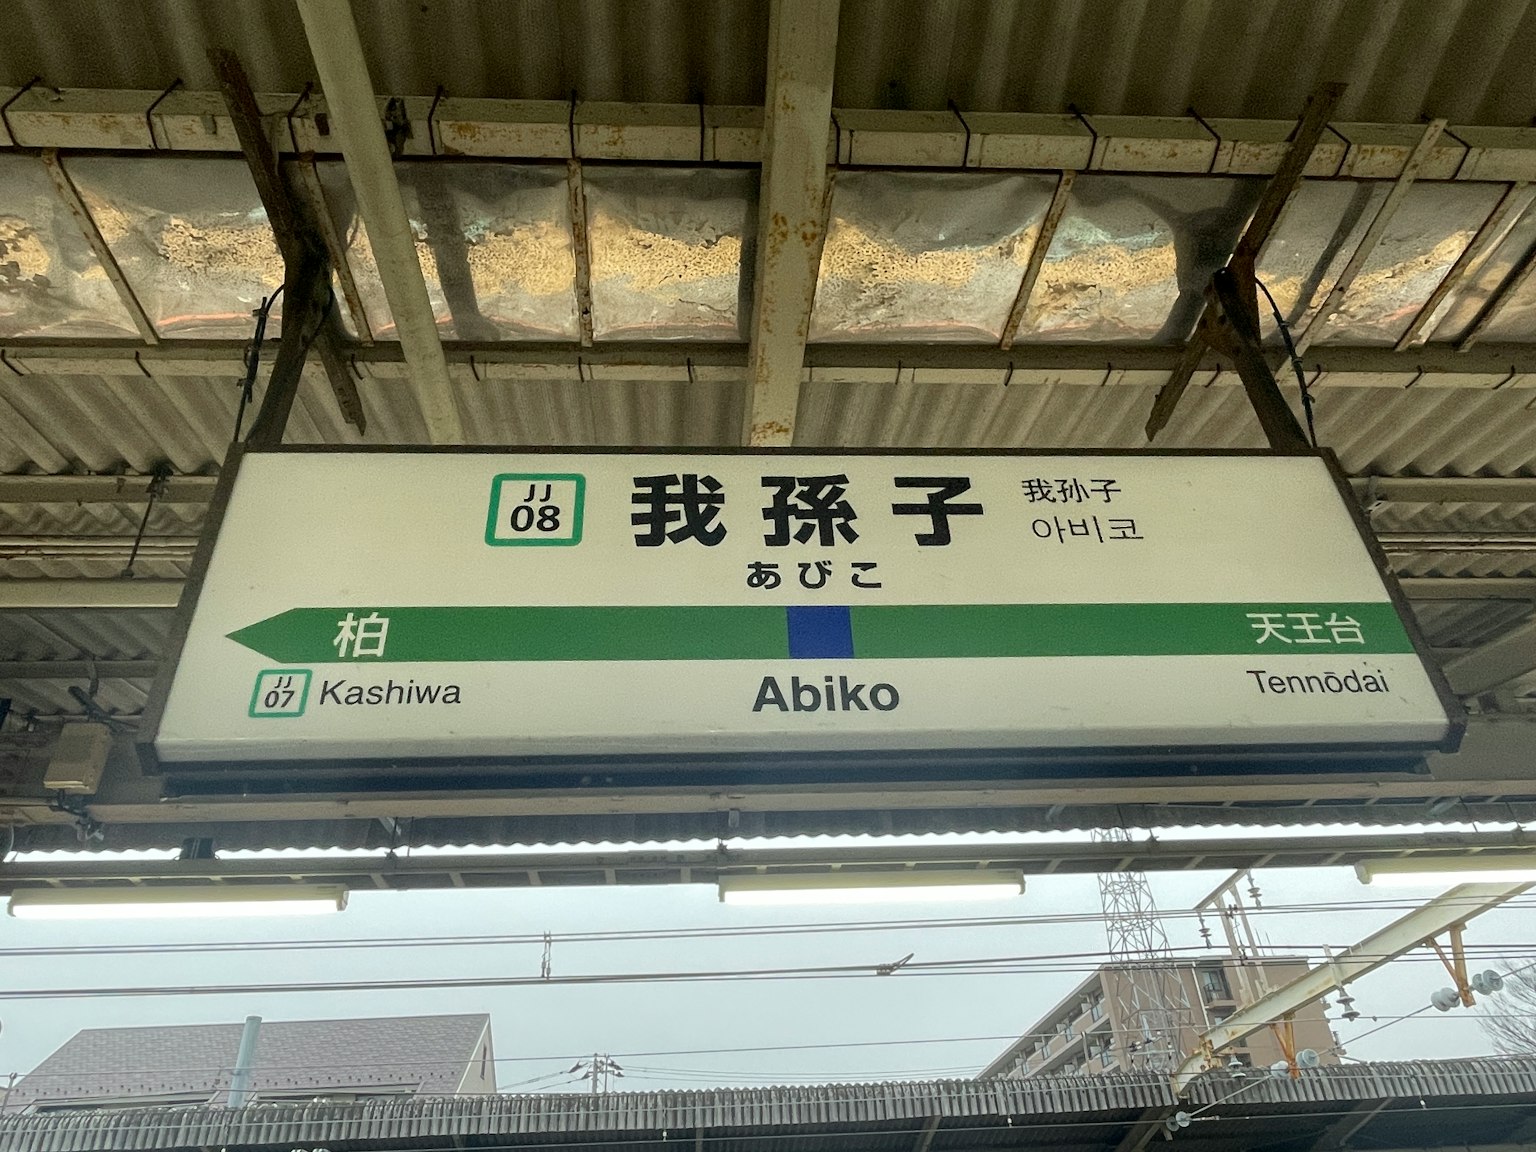 JJ
08
我孫子
我孙子
아비코
あびこ
柏
天王台
JJ
07
Kashiwa
Abiko
Tennōdai